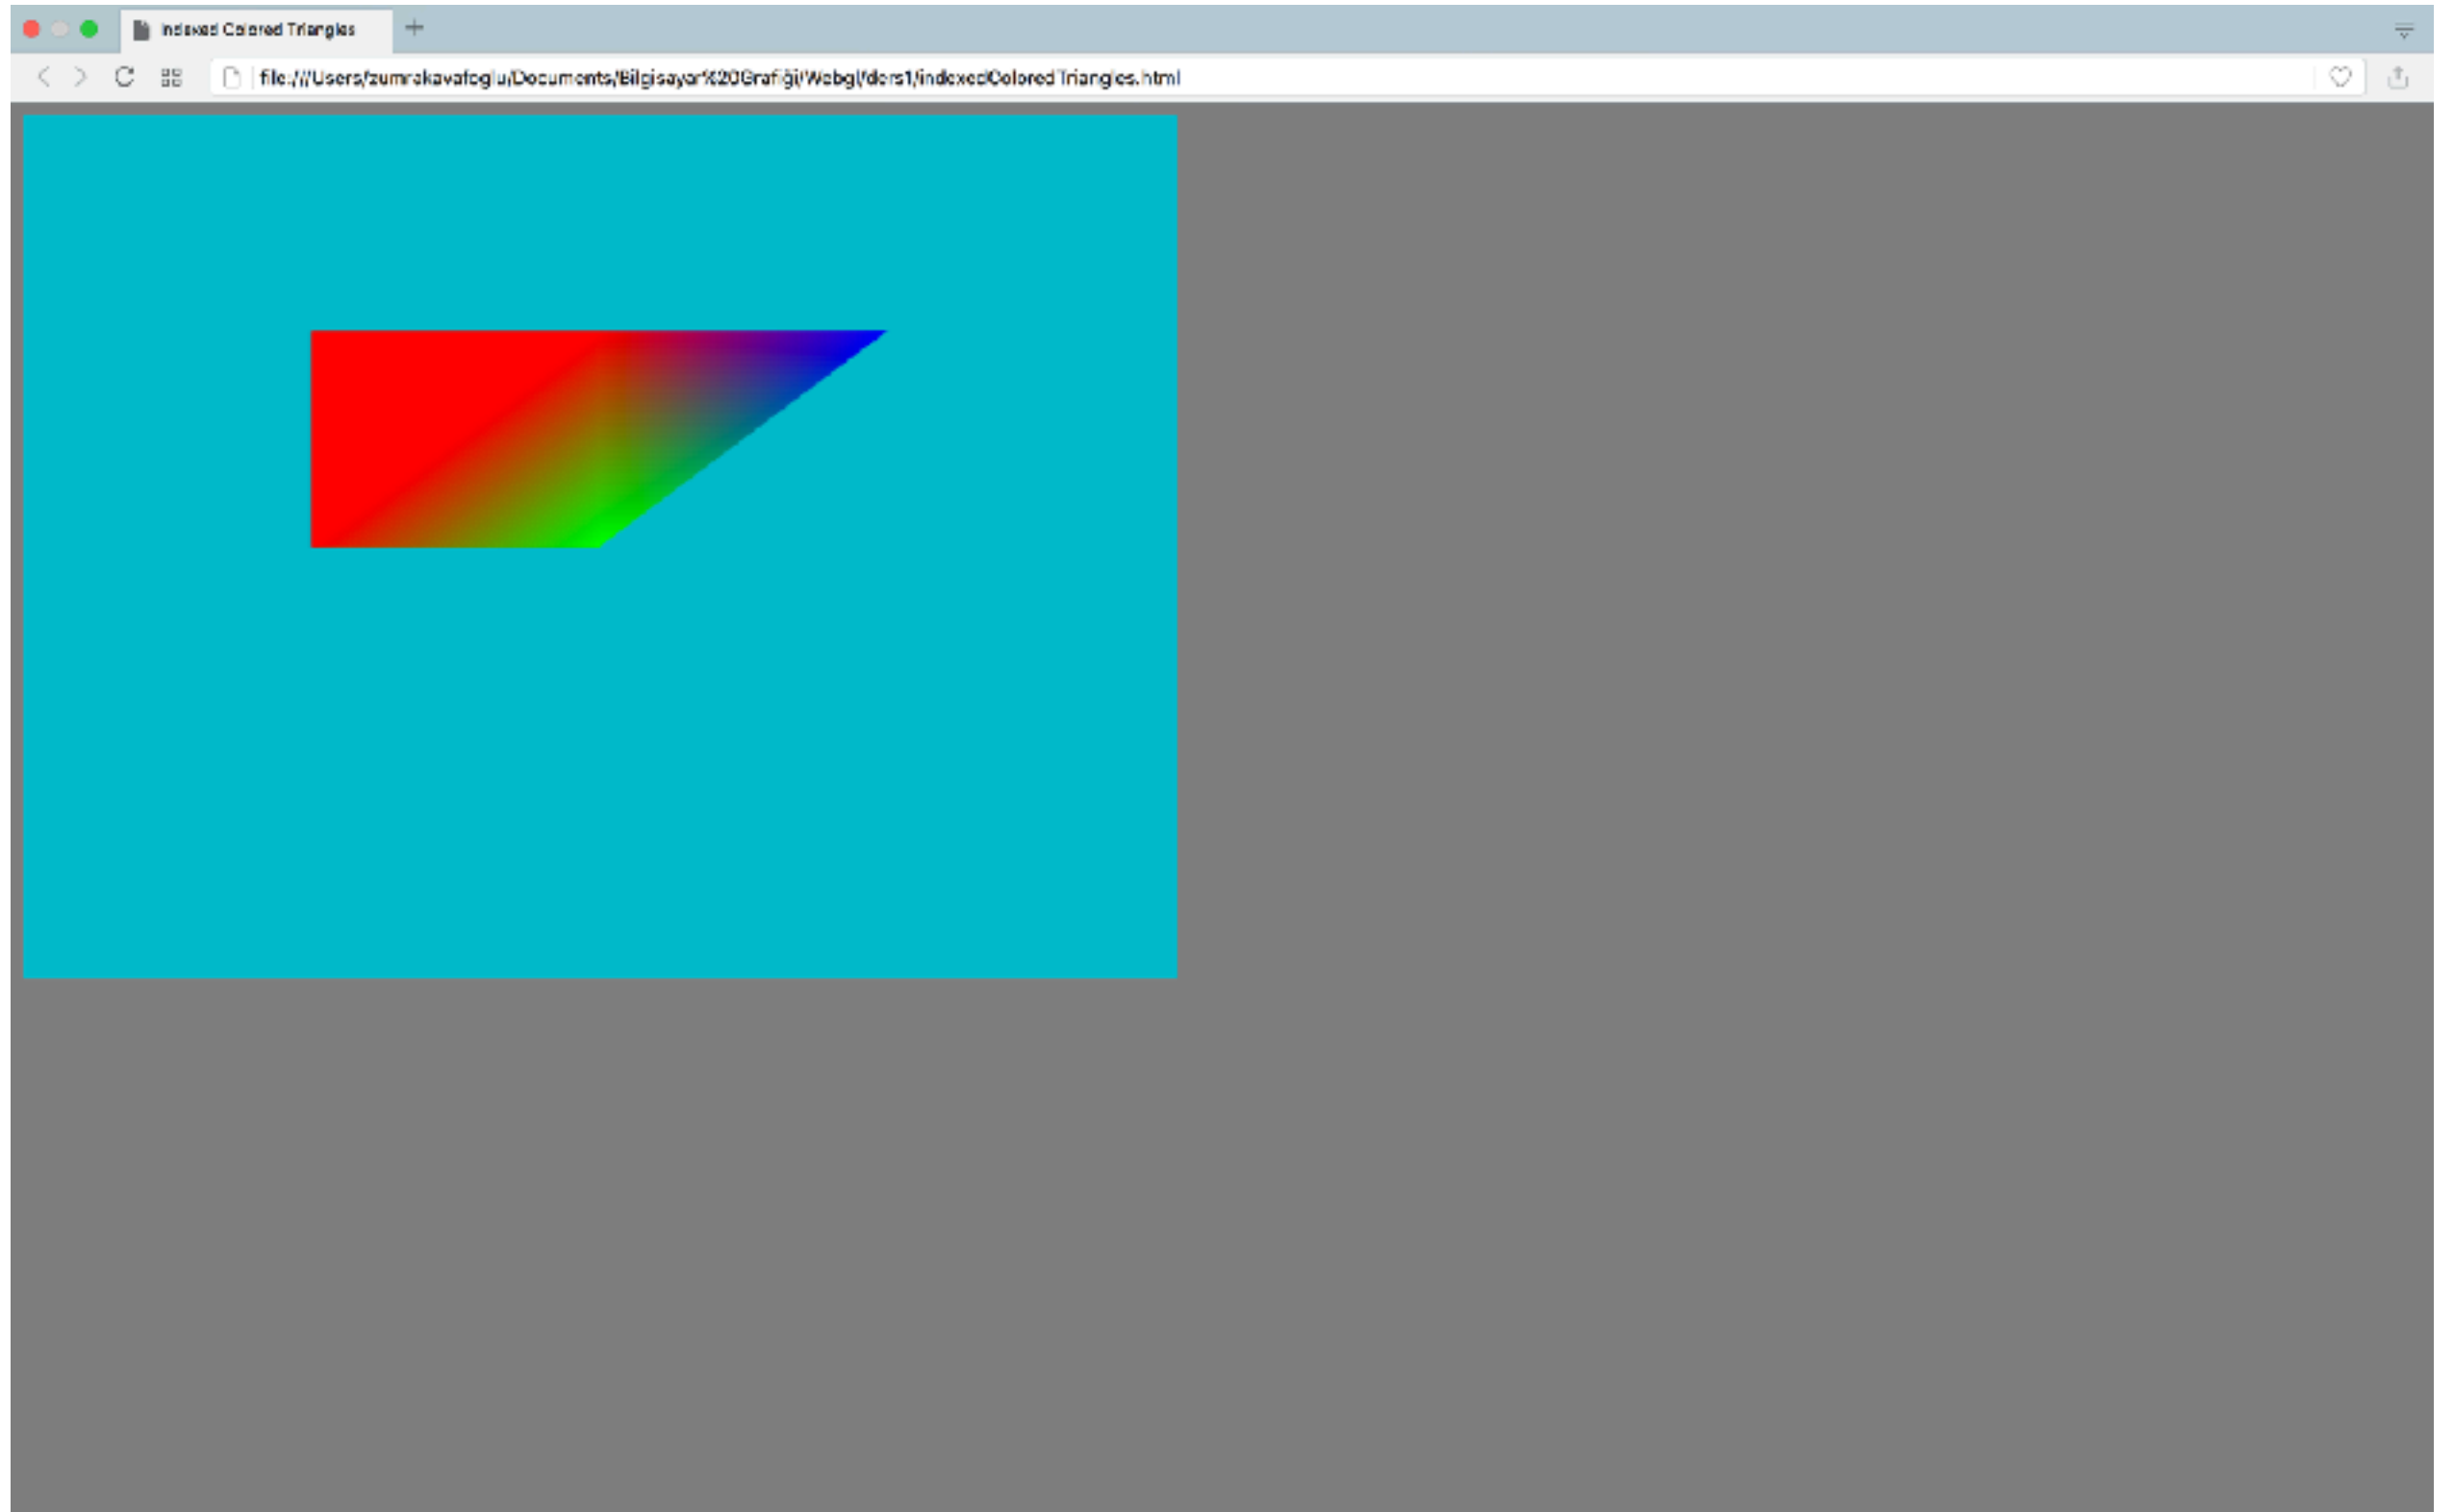 Indexed Colored Triangles
file:///Users/zumrakavafoglu/Documents/Bilgisayar%20Grafiği/Webgl/ders1/indexedColoredTriangles.html